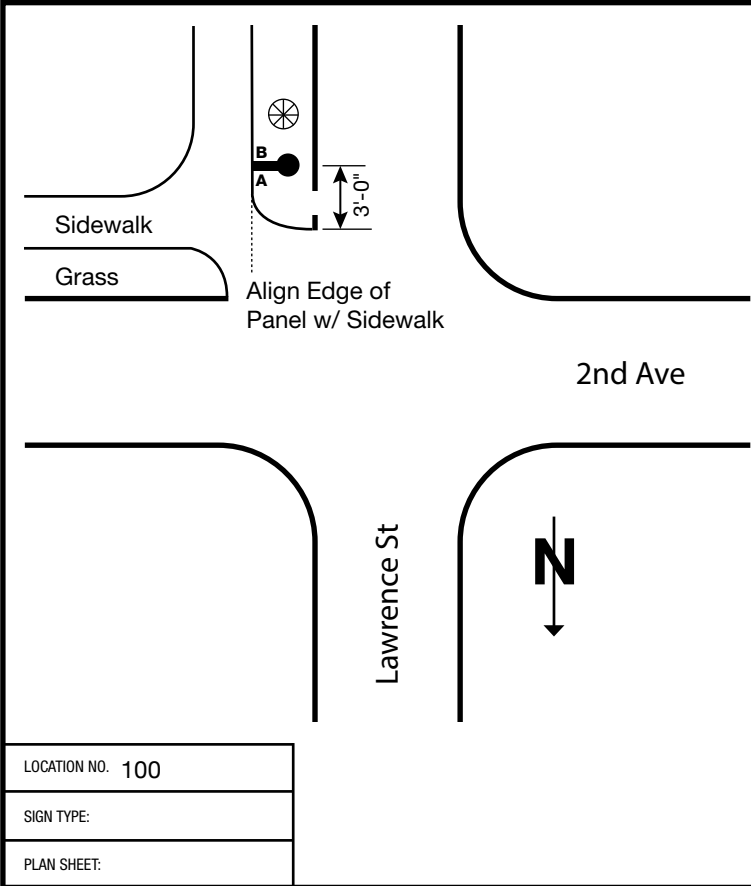 B
A
3'-0"
Sidewalk
Grass
Align Edge of
Panel w/ Sidewalk
2nd Ave
Lawrence St
N
LOCATION NO. 100
SIGN TYPE:
PLAN SHEET: